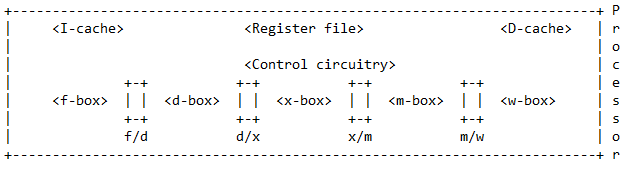 +--------------------------------------------------------------------------+ P
|     <I-cache>               <Register file>                 <D-cache>    | r
|                                                                          | o
|                             <Control circuitry>                          | c
|              +-+           +-+           +-+           +-+               | e
|     <f-box>  | |  <d-box>  | |  <x-box>  | |  <m-box>  | |  <w-box>      | s
|              +-+           +-+           +-+           +-+               | s
|              f/d           d/x           x/m           m/w               | o
+--------------------------------------------------------------------------+ r